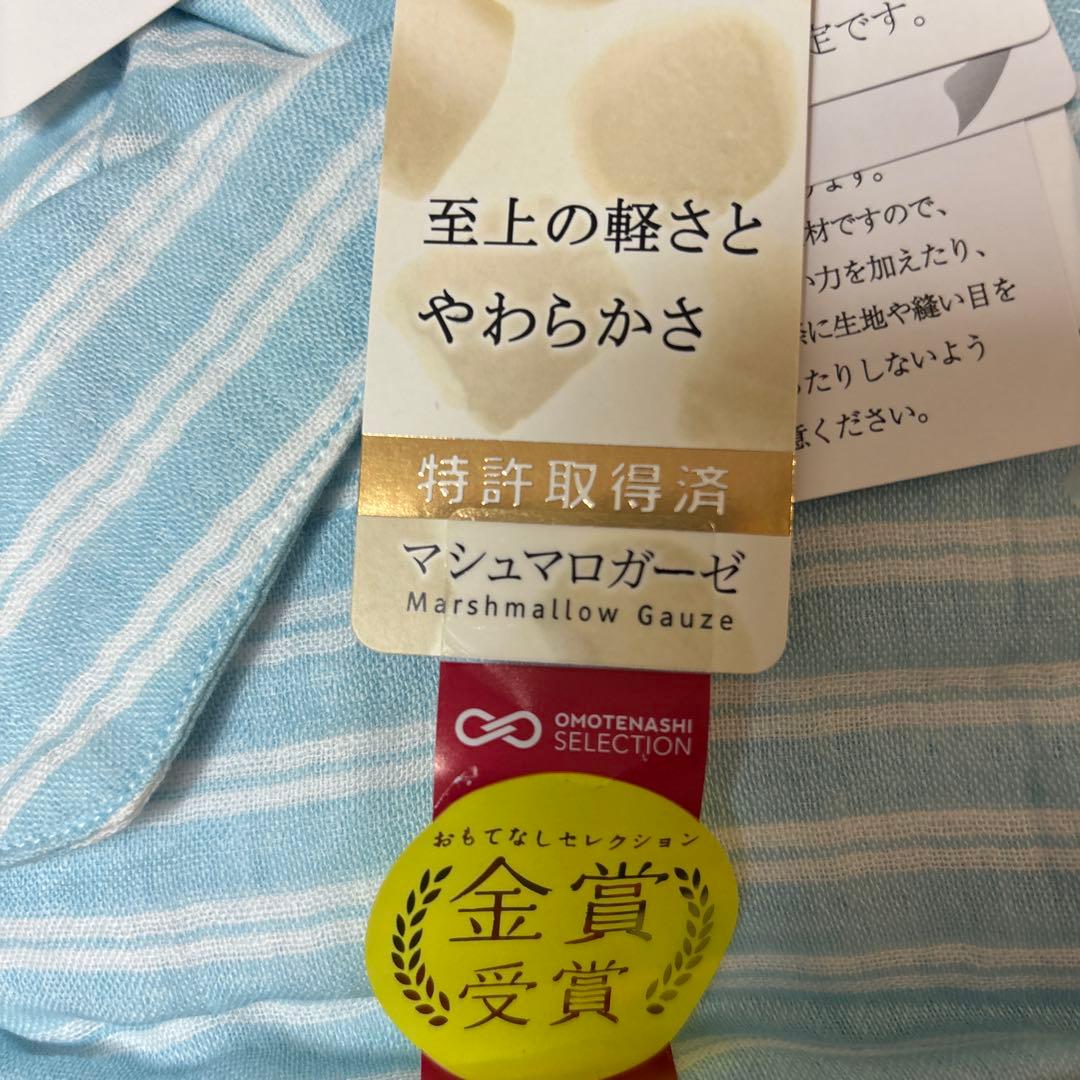 至上の軽さと
やわらかさ
特許取得済
マシュマロガーゼ
Marshmallow Gauze
OMOTENASHI
SELECTION
おもてなしセレクション
金賞
受賞
定です。
ます。
材ですので、
力を加えたり、
に生地や縫い目を
たりしないよう
意ください。